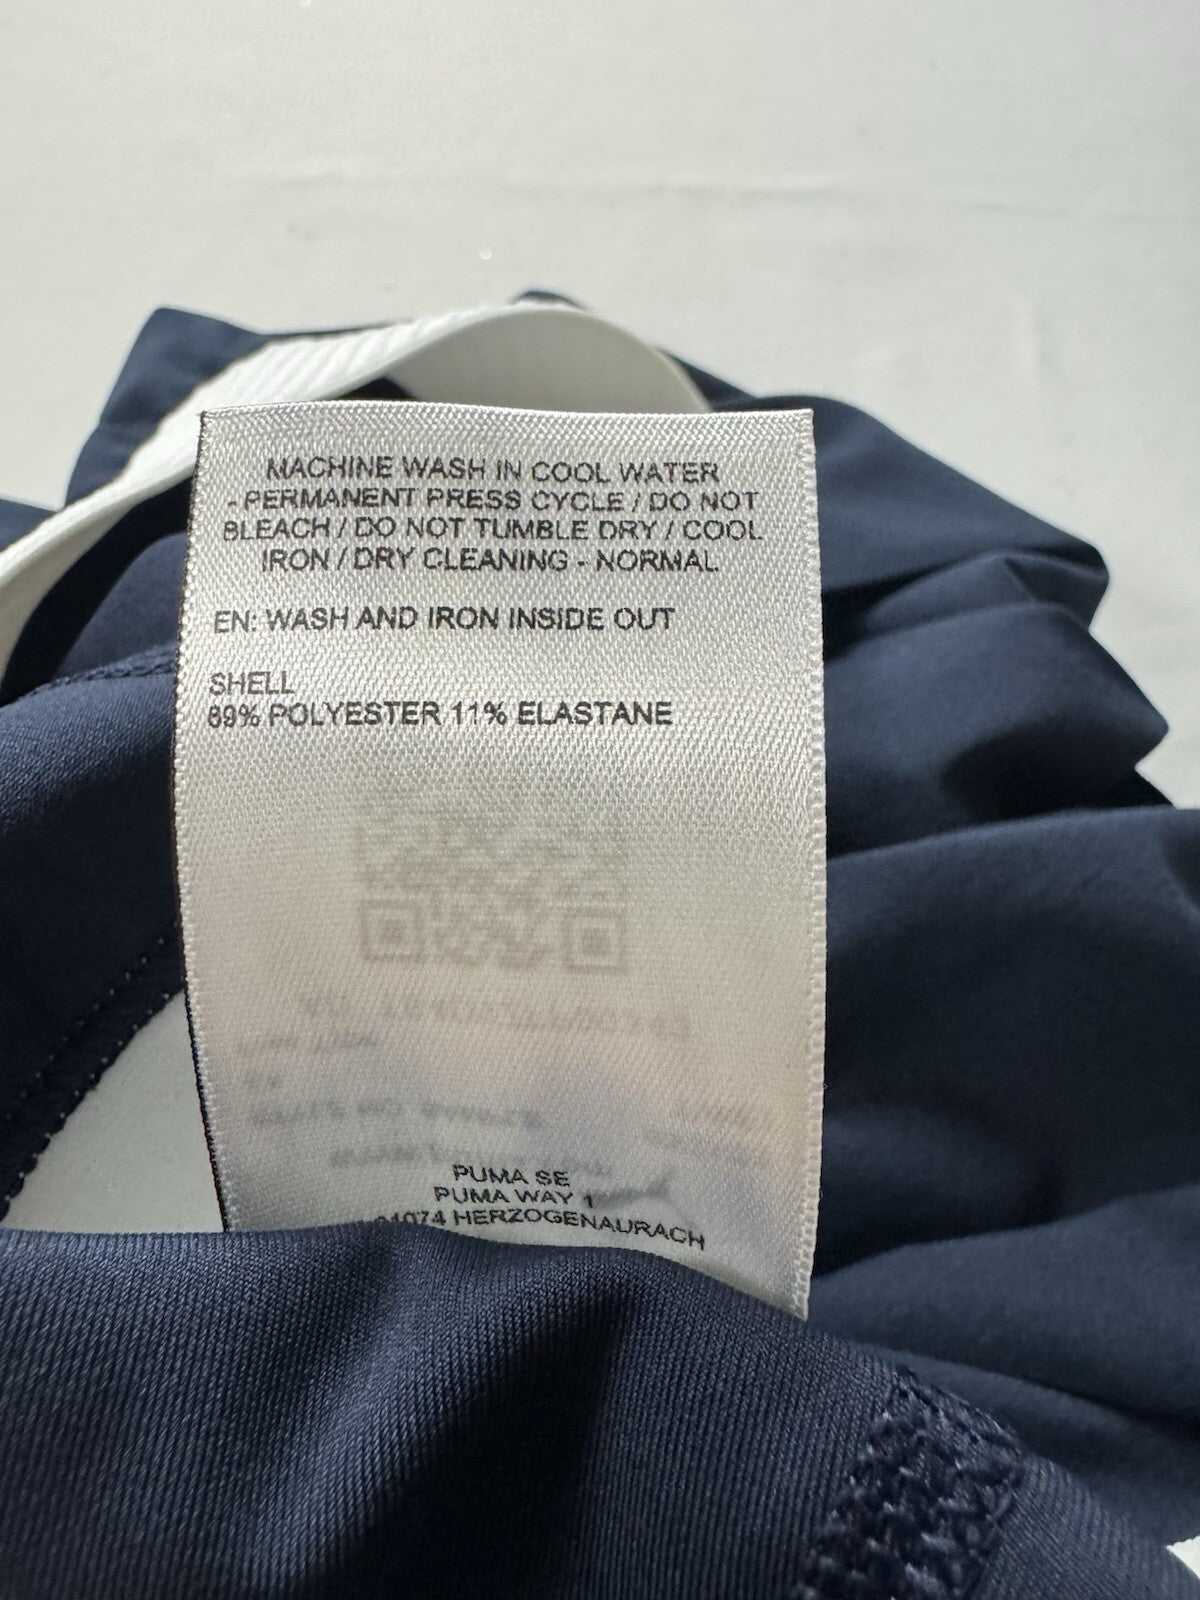 MACHINE WASH IN COOL WATER
- PERMANENT PRESS CYCLE / DO NOT
BLEACH / DO NOT TUMBLE DRY / COOL
IRON / DRY CLEANING - NORMAL
EN: WASH AND IRON INSIDE OUT
SHELL
89% POLYESTER 11% ELASTANE
PUMA SE
PUMA WAY 1
91074 HERZOGENAURACH